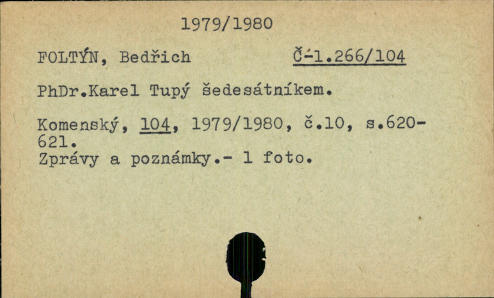 1979/1980
FOLTÝN, Bedřich Č-1.266/104
PhDr.Karel Tupý šedesátníkem.
Komenský, 104, 1979/1980, č.10, s.620-
621.
Zprávy a poznámky.- 1 foto.